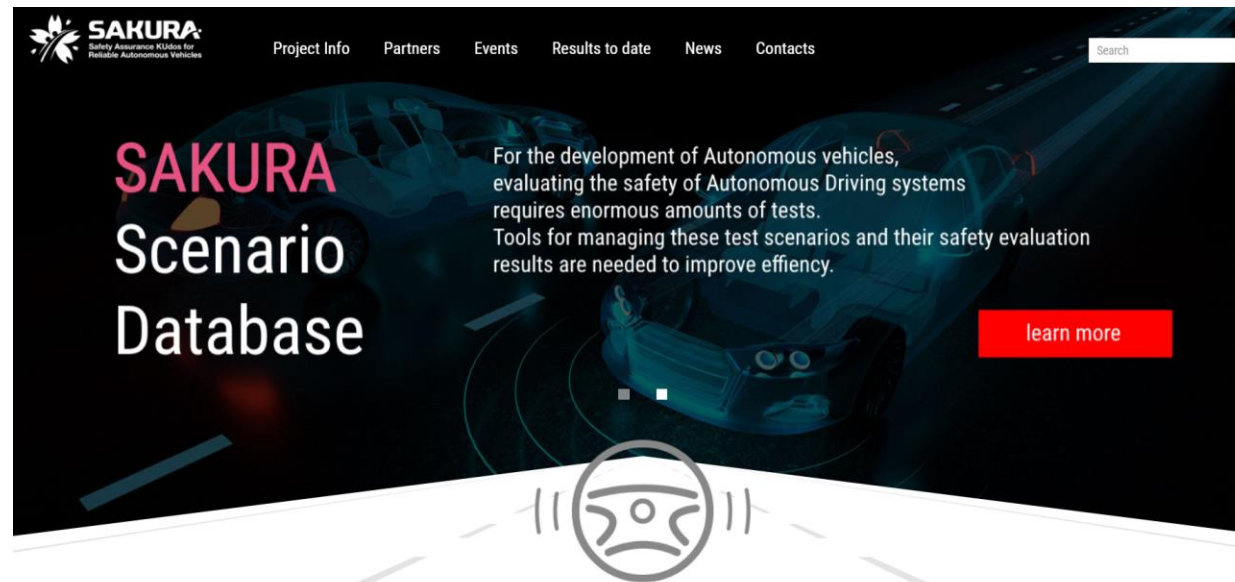 SAKURA
Safety Assurance KUdos for
Reliable Autonomous Vehicles
Project Info
Partners
Events
Results to date
News
Contacts
Search
SAKURA
Scenario
Database
For the development of Autonomous vehicles,
evaluating the safety of Autonomous Driving systems
requires enormous amounts of tests.
Tools for managing these test scenarios and their safety evaluation
results are needed to improve effiency.
learn more